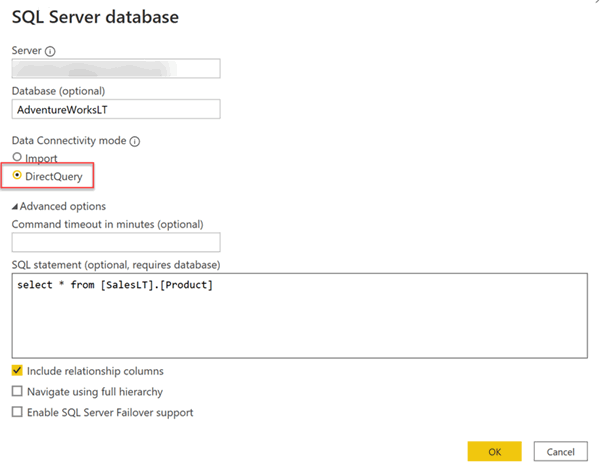 SQL Server database
Server
Database (optional)
AdventureWorksLT
Data Connectivity mode
Import
DirectQuery
Advanced options
Command timeout in minutes (optional)
SQL statement (optional, requires database)
select * from [SalesLT].[Product]
Include relationship columns
Navigate using full hierarchy
Enable SQL Server Failover support
OK Cancel